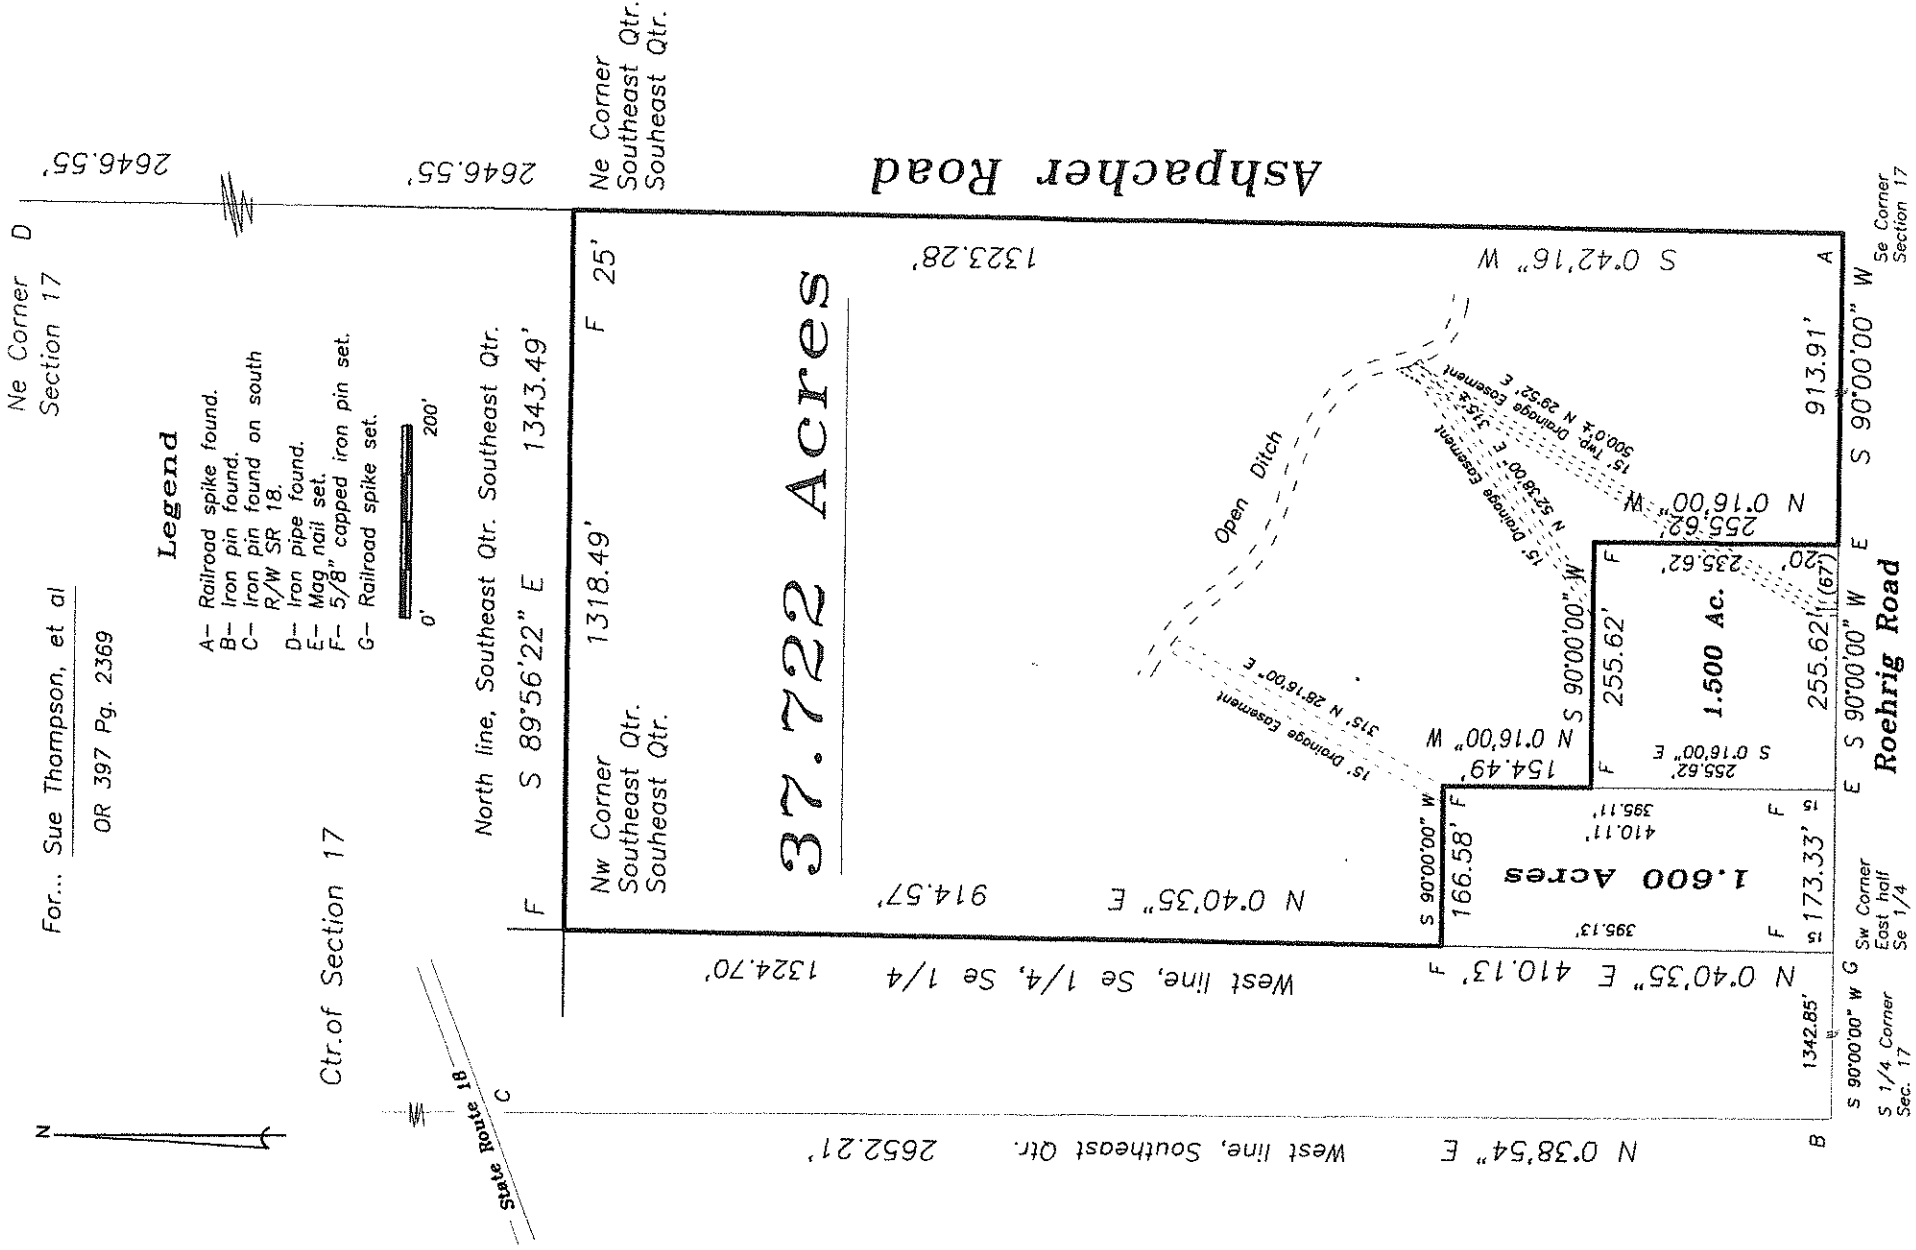 Ne Corner D
Section 17
2646.55'
2646.55'
N
For... Sue Thompson, et al
OR 397 Pg. 2369
Legend
A- Railroad spike found.
B- Iron pin found.
C- Iron pin found on south
R/W SR 18.
D- Iron pipe found.
E- Mag nail set.
F- 5/8" capped iron pin set.
G- Railroad spike set.
0' 200'
Ctr.of Section 17
State Route 18
C
North line, Southeast Qtr. Southeast Qtr.
F S 89°56'22" E 1343.49'
Ne Corner
Southeast Qtr.
Souheast Qtr.
1318.49' F 25'
Nw Corner
Southeast Qtr.
Souheast Qtr.
37.722 Acres
Ashpacher Road
1323.28'
S 0°42'16" W
Open Ditch
15' Drainage Easement
315' N 28°16'00" E
15' Drainage Easement 315'±
N 52°38'00" E
15' Twp. Drainage Easement
500.0'± N 29°52' E
N 0°40'35" E 914.57'
West line, Se 1/4, Se 1/4 1324.70'
N 0°40'35" E 410.13'
N 0°38'54" E West line, Southeast Qtr. 2652.21'
S 90°00'00" W
166.58' F
F
1.600 Acres
395.13'
395.11'
410.11'
F F
15 173.33' 15
N 0°16'00" W
154.49'
S 90°00'00" W
F 255.62' F
1.500 Ac.
S 0°16'00" E
255.62'
235.62'
20'
N 0°16'00" W
255.62'
255.62' (67')
913.91' A
B 1342.85'
S 90°00'00" W G
E S 90°00'00" W E S 90°00'00" W
S 1/4 Corner
Sec. 17
Sw Corner
East half
Se 1/4
Roehrig Road
Se Corner
Section 17